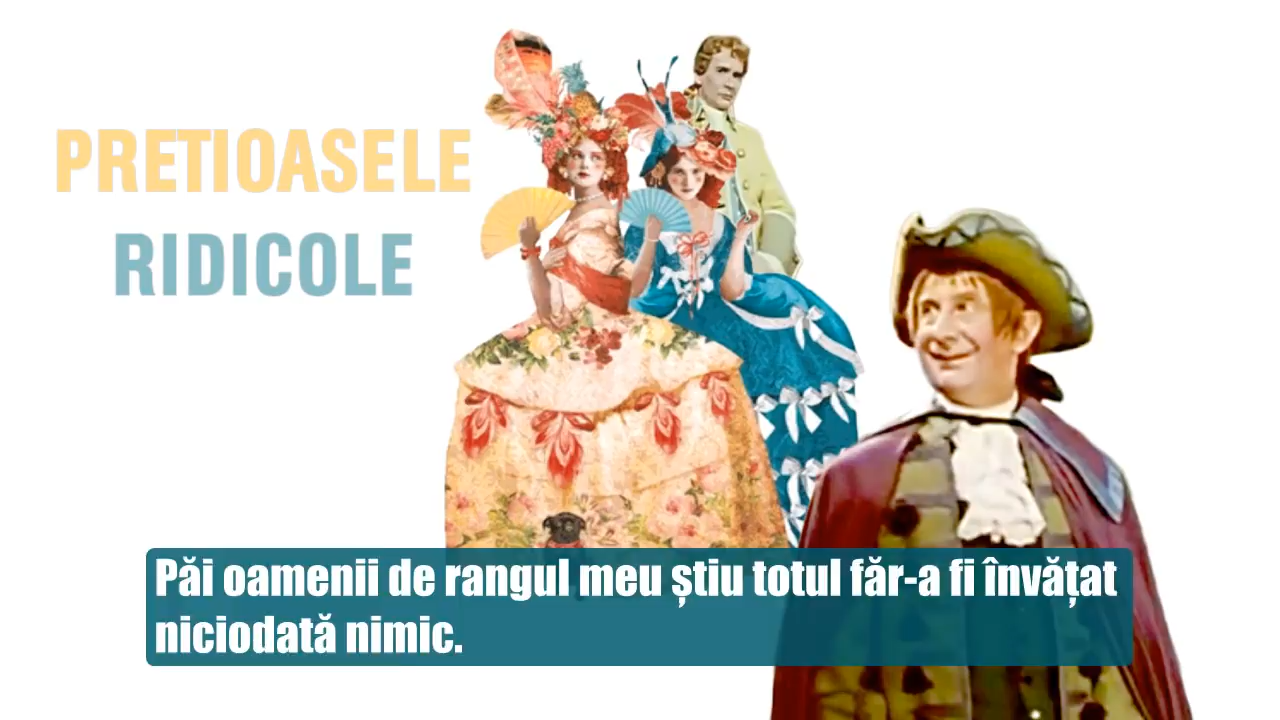 PRETIOASELE
RIDICOLE
Păi oamenii de rangul meu știu totul făr-a fi învățat
niciodată nimic.